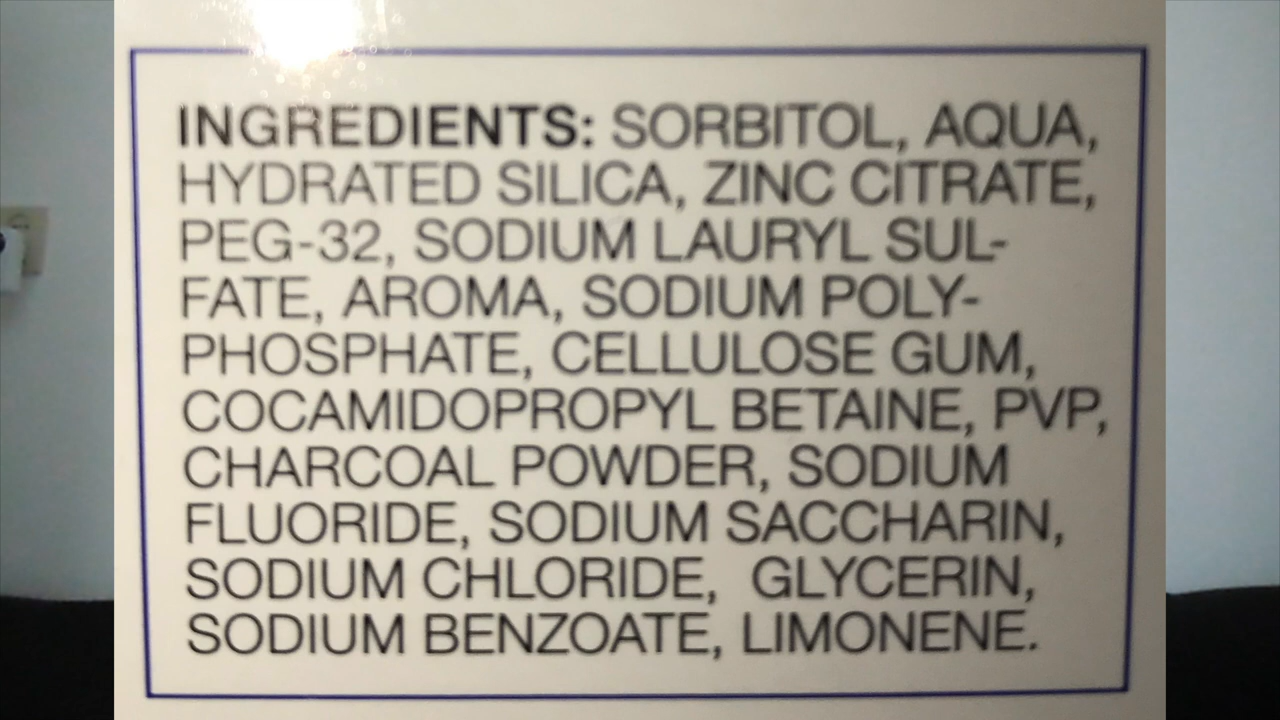 INGREDIENTS: SORBITOL, AQUA,
HYDRATED SILICA, ZINC CITRATE,
PEG-32, SODIUM LAURYL SUL-
FATE, AROMA, SODIUM POLY-
PHOSPHATE, CELLULOSE GUM,
COCAMIDOPROPYL BETAINE, PVP,
CHARCOAL POWDER, SODIUM
FLUORIDE, SODIUM SACCHARIN,
SODIUM CHLORIDE, GLYCERIN,
SODIUM BENZOATE, LIMONENE.